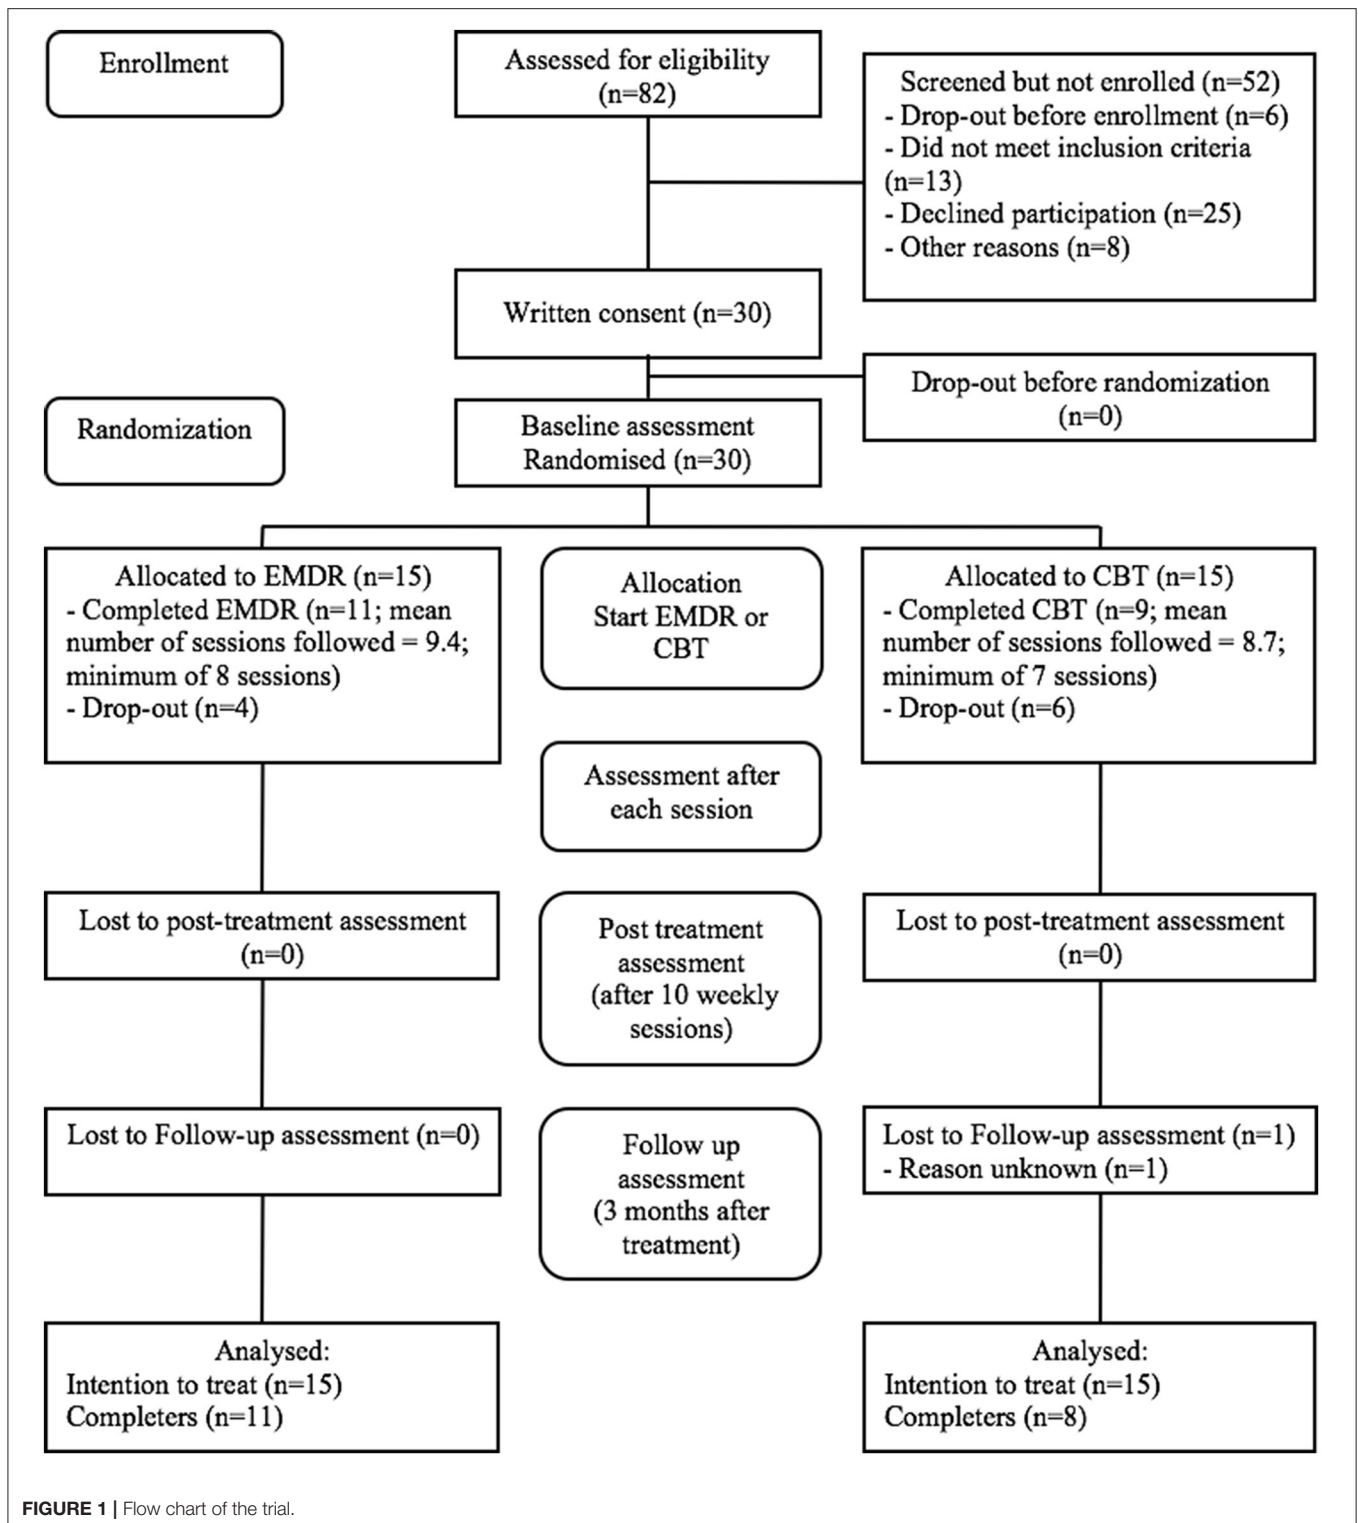 Enrollment
Assessed for eligibility
(n=82)
Screened but not enrolled (n=52)
- Drop-out before enrollment (n=6)
- Did not meet inclusion criteria
(n=13)
- Declined participation (n=25)
- Other reasons (n=8)
Written consent (n=30)
Drop-out before randomization
(n=0)
Randomization
Baseline assessment
Randomised (n=30)
Allocated to EMDR (n=15)
- Completed EMDR (n=11; mean
number of sessions followed = 9.4;
minimum of 8 sessions)
- Drop-out (n=4)
Allocation
Start EMDR or
CBT
Allocated to CBT (n=15)
- Completed CBT (n=9; mean
number of sessions followed = 8.7;
minimum of 7 sessions)
- Drop-out (n=6)
Assessment after
each session
Lost to post-treatment assessment
(n=0)
Post treatment
assessment
(after 10 weekly
sessions)
Lost to post-treatment assessment
(n=0)
Lost to Follow-up assessment (n=0)
Follow up
assessment
(3 months after
treatment)
Lost to Follow-up assessment (n=1)
- Reason unknown (n=1)
Analysed:
Intention to treat (n=15)
Completers (n=11)
Analysed:
Intention to treat (n=15)
Completers (n=8)
FIGURE 1 | Flow chart of the trial.